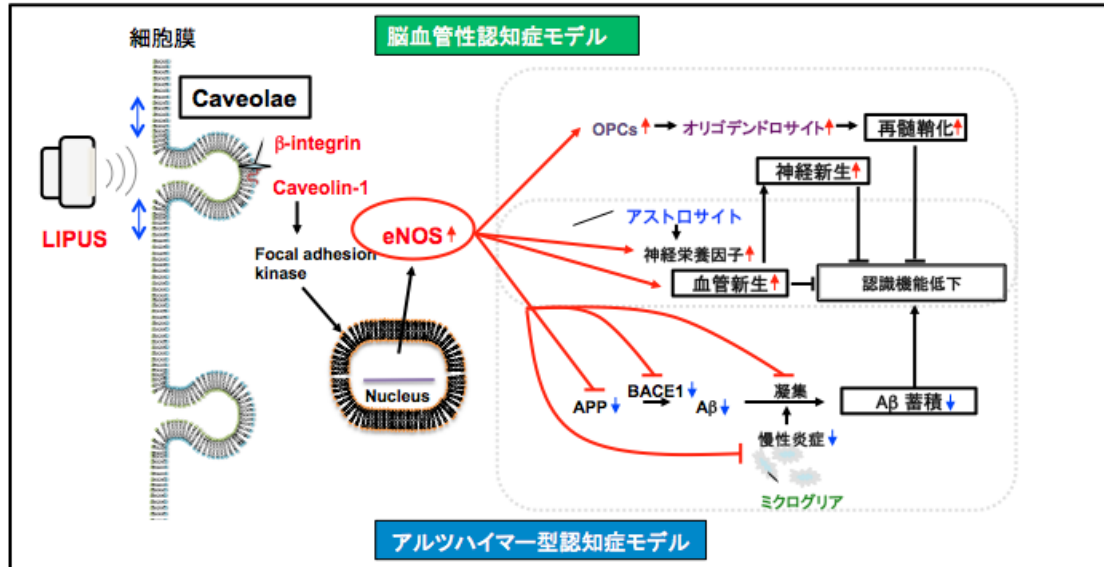 脳血管性認知症モデル
細胞膜
Caveolae
β-integrin
Caveolin-1
LIPUS
Focal adhesion
kinase
eNOS
Nucleus
OPCs
オリゴデンドロサイト
再髄鞘化
神経新生
アストロサイト
神経栄養因子
血管新生
認識機能低下
APP
BACE1
Aβ
凝集
Aβ 蓄積
慢性炎症
ミクログリア
アルツハイマー型認知症モデル